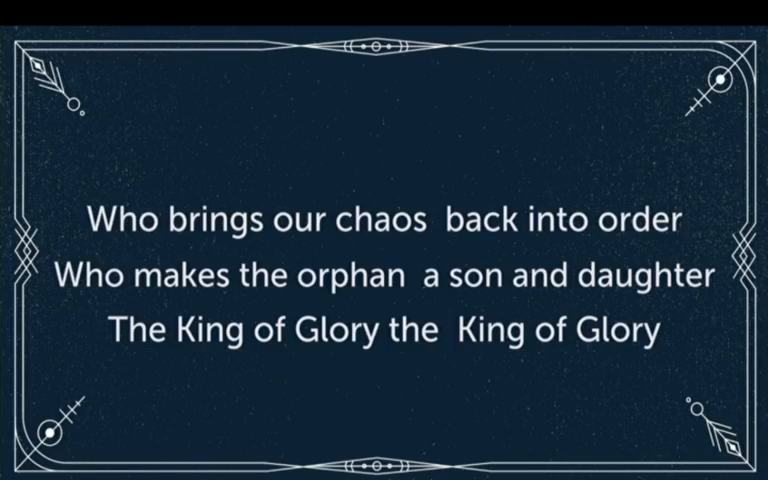 Who brings our chaos back into order
Who makes the orphan a son and daughter
The King of Glory the King of Glory